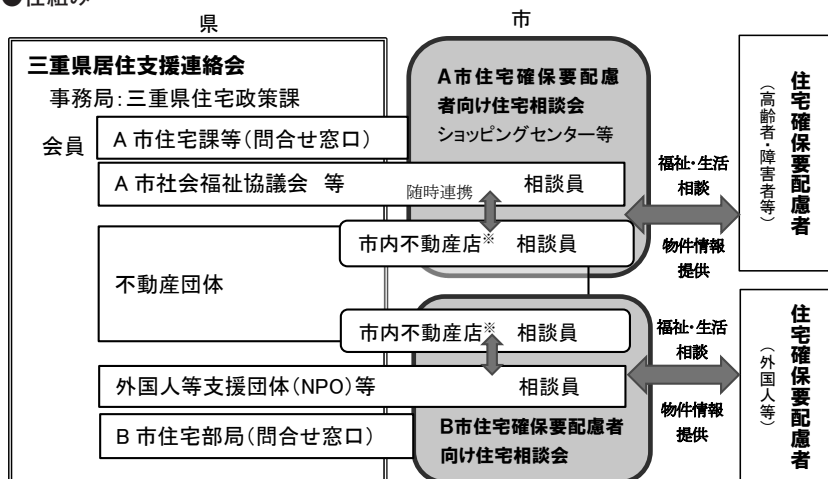 ●仕組み
県
市
三重県居住支援連絡会
事務局:三重県住宅政策課
会員
A 市住宅課等(問合せ窓口)
A 市社会福祉協議会 等
相談員
随時連携
市内不動産店※ 相談員
不動産団体
市内不動産店※ 相談員
外国人等支援団体(NPO)等
相談員
B 市住宅部局(問合せ窓口)
A市住宅確保要配慮
者向け住宅相談会
ショッピングセンター等
B市住宅確保要配慮者
向け住宅相談会
福祉・生活
相談
物件情報
提供
福祉・生活
相談
物件情報
提供
住宅確保要配慮者
(高齢者・障害者等)
住宅確保要配慮者
(外国人等)